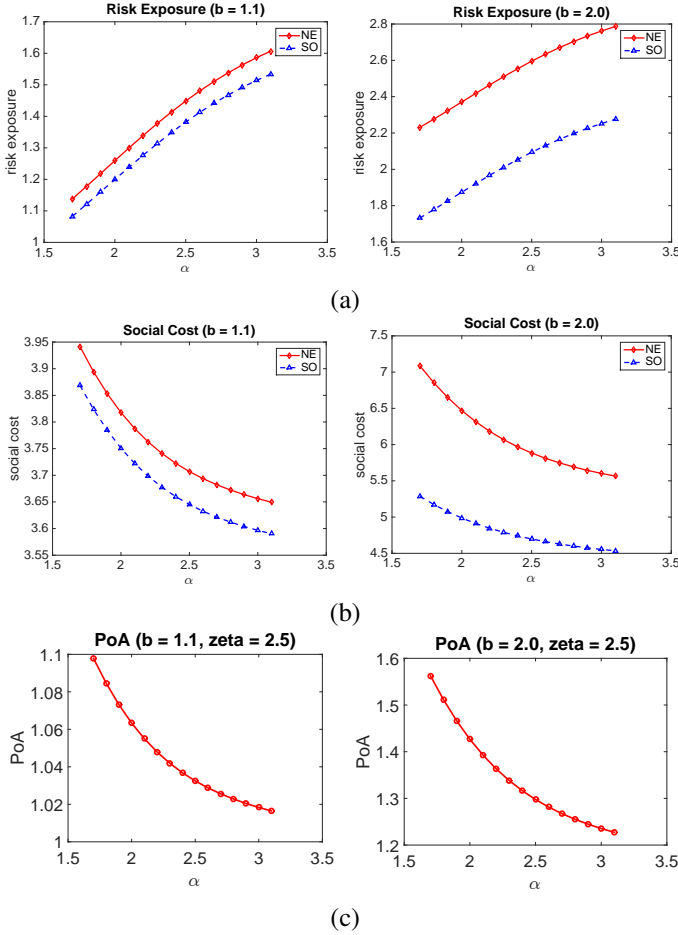 Risk Exposure (b = 1.1)
1.7
1.6
1.5
1.4
1.3
1.2
1.1
1
risk exposure
NE
SO
1.5 2 2.5 3 3.5
α
Risk Exposure (b = 2.0)
2.8
2.6
2.4
2.2
2
1.8
1.6
risk exposure
NE
SO
1.5 2 2.5 3 3.5
α
(a)
Social Cost (b = 1.1)
3.95
3.9
3.85
3.8
3.75
3.7
3.65
3.6
3.55
social cost
NE
SO
1.5 2 2.5 3 3.5
α
Social Cost (b = 2.0)
7.5
7
6.5
6
5.5
5
4.5
social cost
NE
SO
1.5 2 2.5 3 3.5
α
(b)
PoA (b = 1.1, zeta = 2.5)
1.1
1.08
1.06
1.04
1.02
1
PoA
1.5 2 2.5 3 3.5
α
PoA (b = 2.0, zeta = 2.5)
1.6
1.5
1.4
1.3
1.2
PoA
1.5 2 2.5 3 3.5
α
(c)